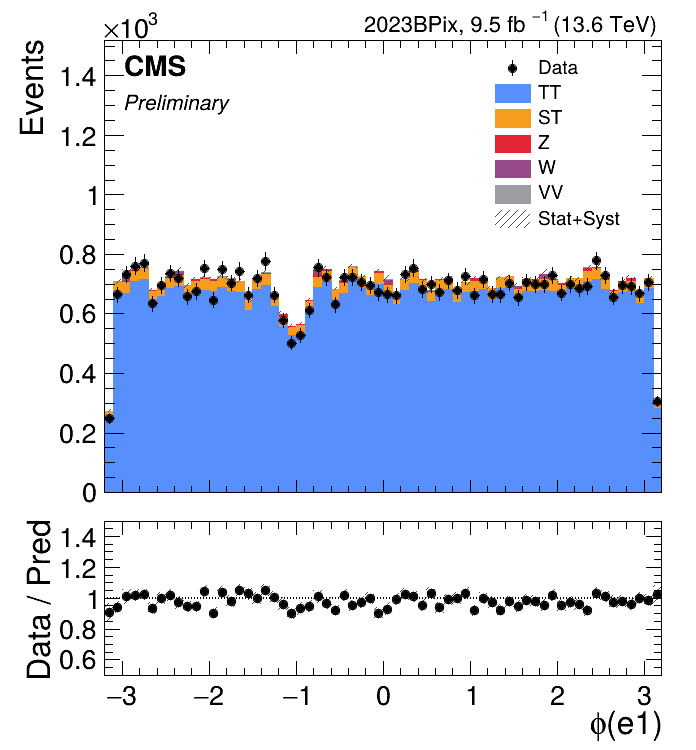 ×10³
2023BPix, 9.5 fb ⁻¹ (13.6 TeV)
Events
CMS
Preliminary
Data
TT
ST
Z
W
VV
Stat+Syst
1.4
1.2
1
0.8
0.6
0.4
0.2
0
Data / Pred
1.4
1.2
1
0.8
0.6
−3 −2 −1 0 1 2 3
ϕ(e1)